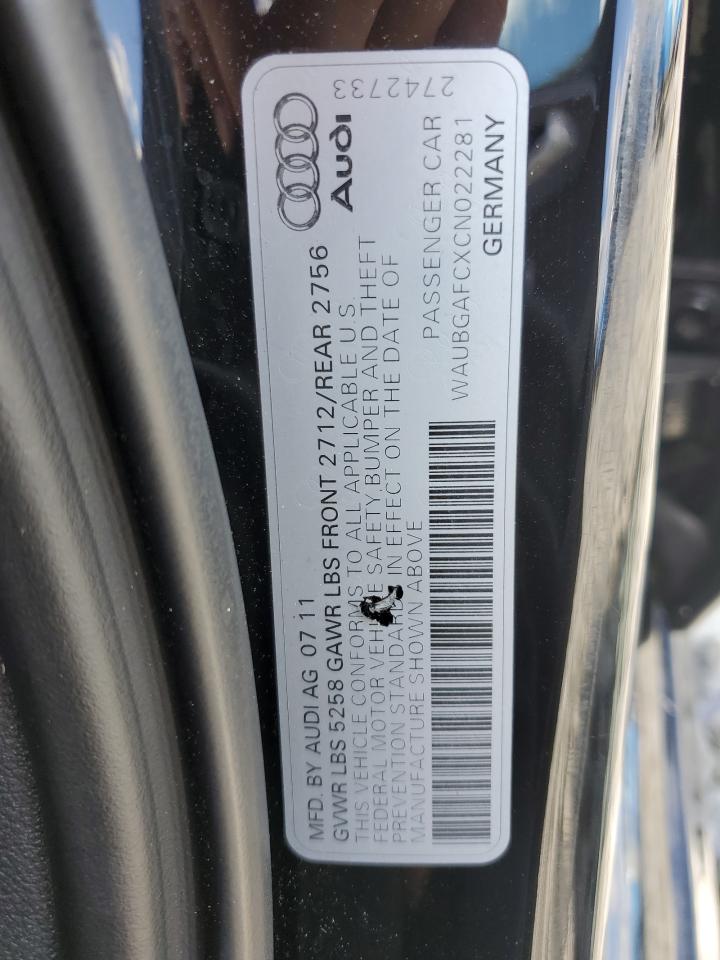 MFD. BY AUDI AG 07 11
GVWR LBS 5258 GAWR LBS FRONT 2712/REAR 2756
THIS VEHICLE CONFORMS TO ALL APPLICABLE U.S.
FEDERAL MOTOR VEHICLE SAFETY BUMPER AND THEFT
PREVENTION IN EFFECT ON THE DATE OF
MANUFACTURE SHOWN ABOVE
Audi
2742733
PASSENGER CAR
WAUBGAFCXCN022281
GERMANY